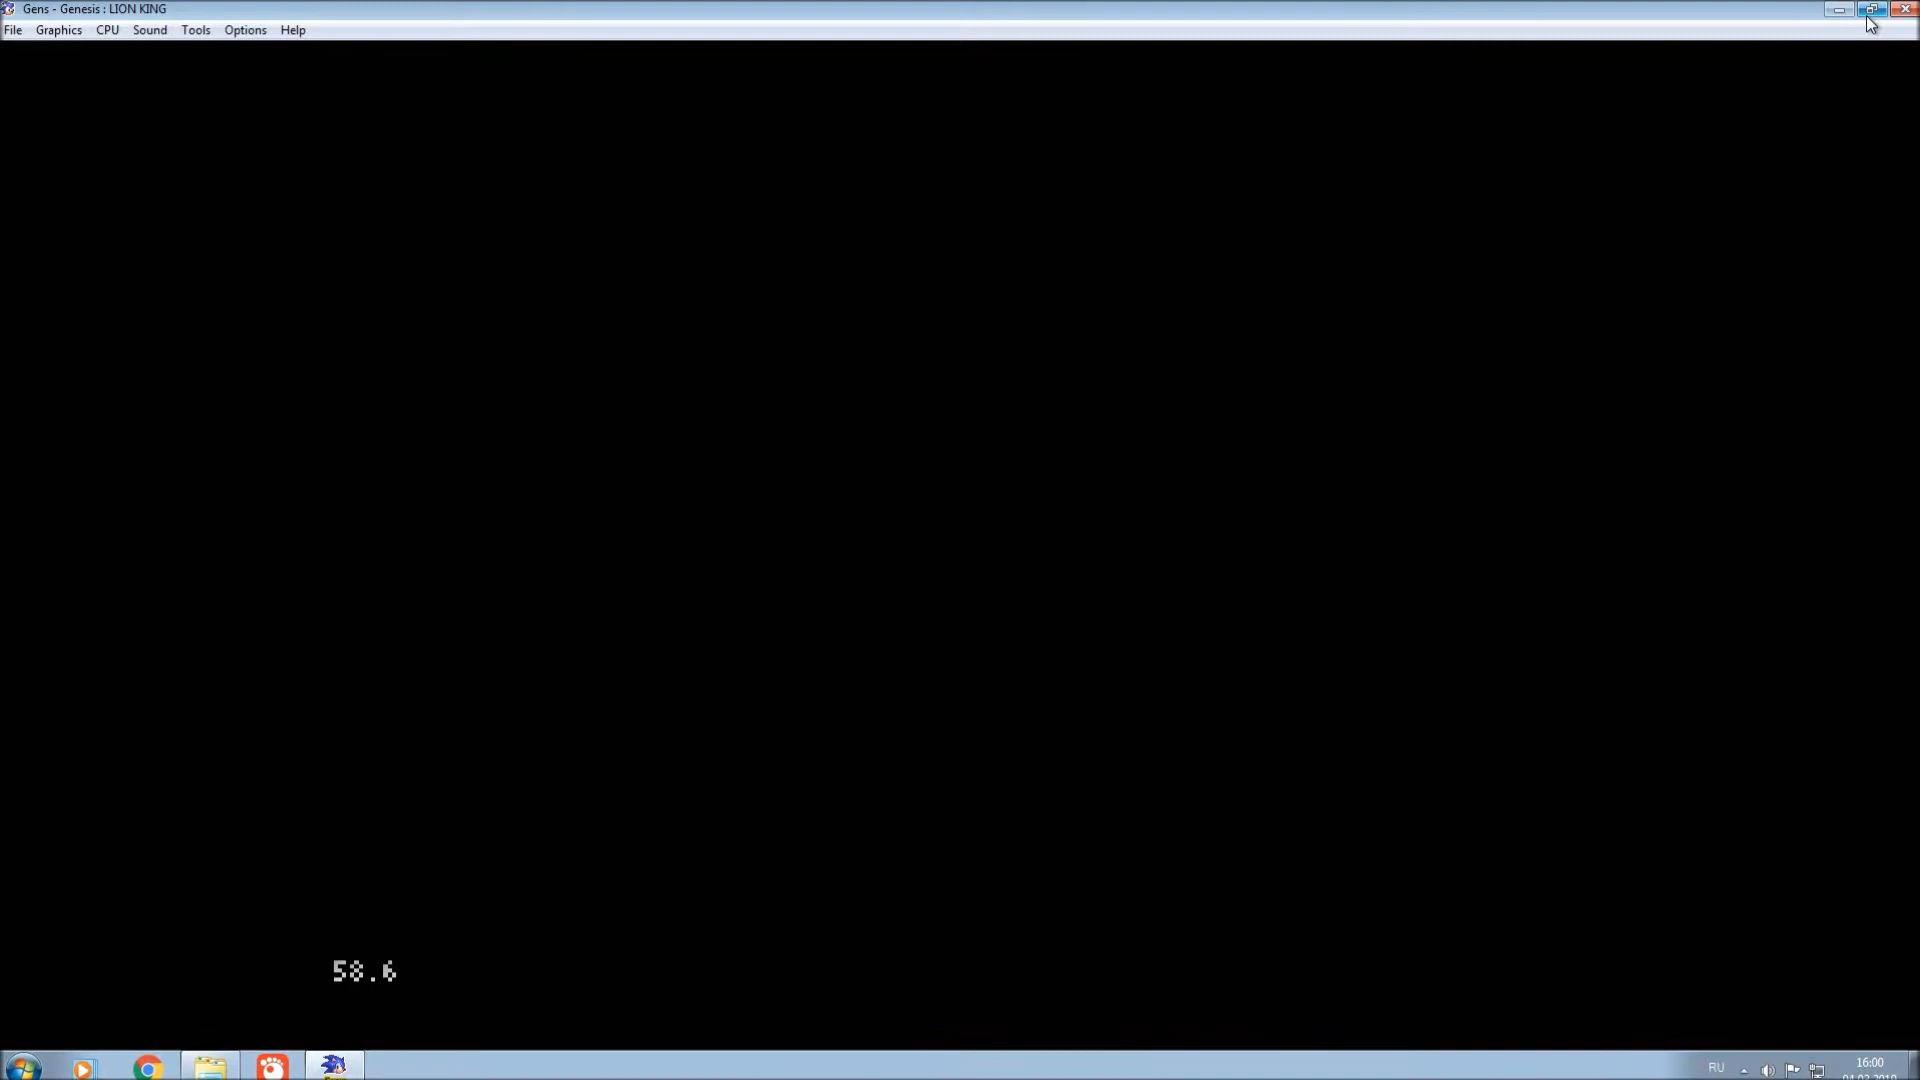 Gens - Genesis : LION KING
File Graphics CPU Sound Tools Options Help
58.6
RU
16:00